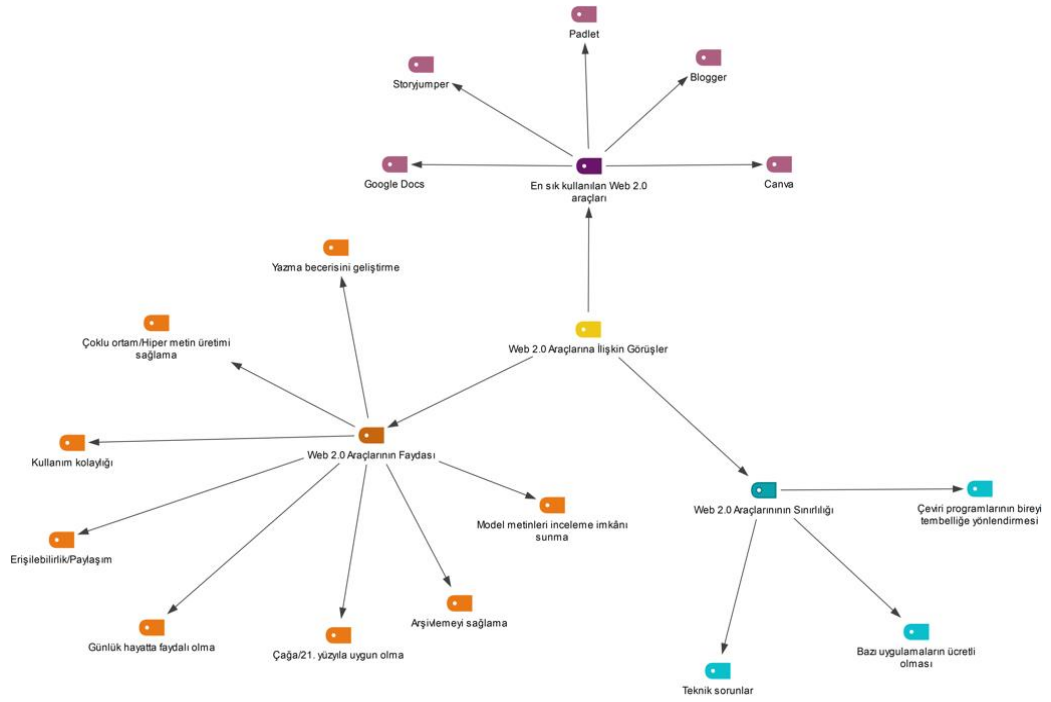 Padlet
Storyjumper
Blogger
Google Docs
En sık kullanılan Web 2.0
araçları
Canva
Yazma becerisini geliştirme
Çoklu ortam/Hiper metin üretimi
sağlama
Web 2.0 Araçlarına İlişkin Görüşler
Kullanım kolaylığı
Web 2.0 Araçlarının Faydası
Model metinleri inceleme imkânı
sunma
Web 2.0 Araçlarınının Sınırlılığı
Çeviri programlarının bireyi
tembelliğe yönlendirmesi
Erişilebilirlik/Paylaşım
Arşivlemeyi sağlama
Günlük hayatta faydalı olma
Çağa/21. yüzyıla uygun olma
Bazı uygulamaların ücretli
olması
Teknik sorunlar